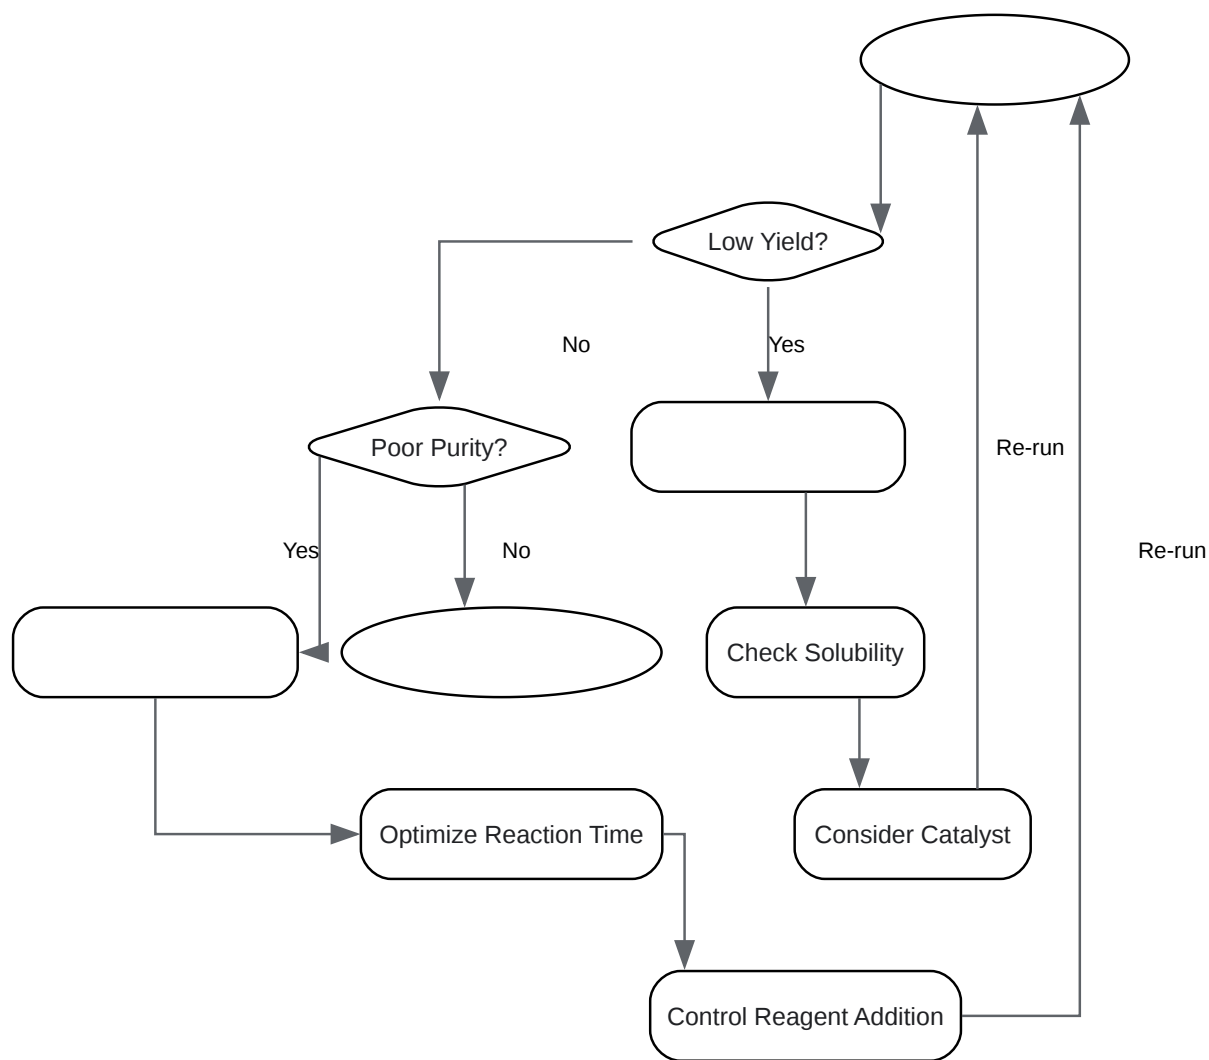 Low Yield?
No
Yes
Poor Purity?
Re-run
Yes
No
Re-run
Check Solubility
Optimize Reaction Time
Consider Catalyst
Control Reagent Addition